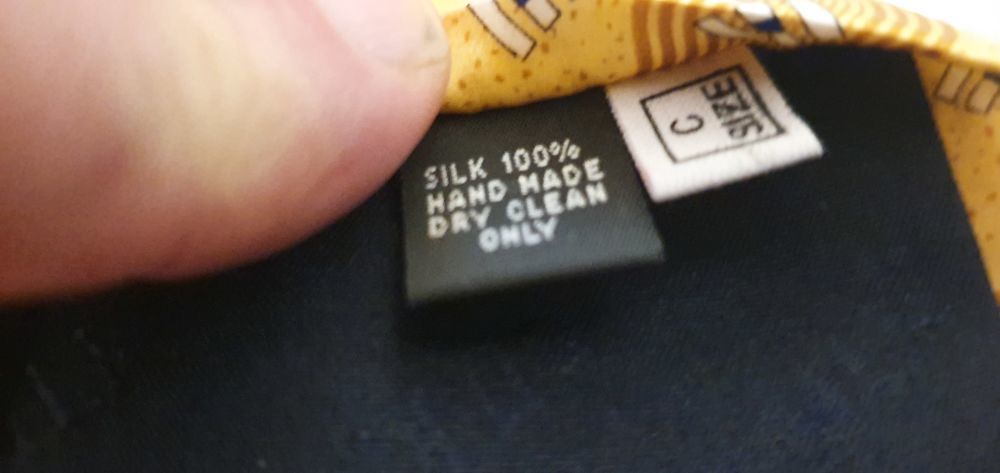 SILK 100%
HAND MADE
DRY CLEAN
ONLY
SIZE
C